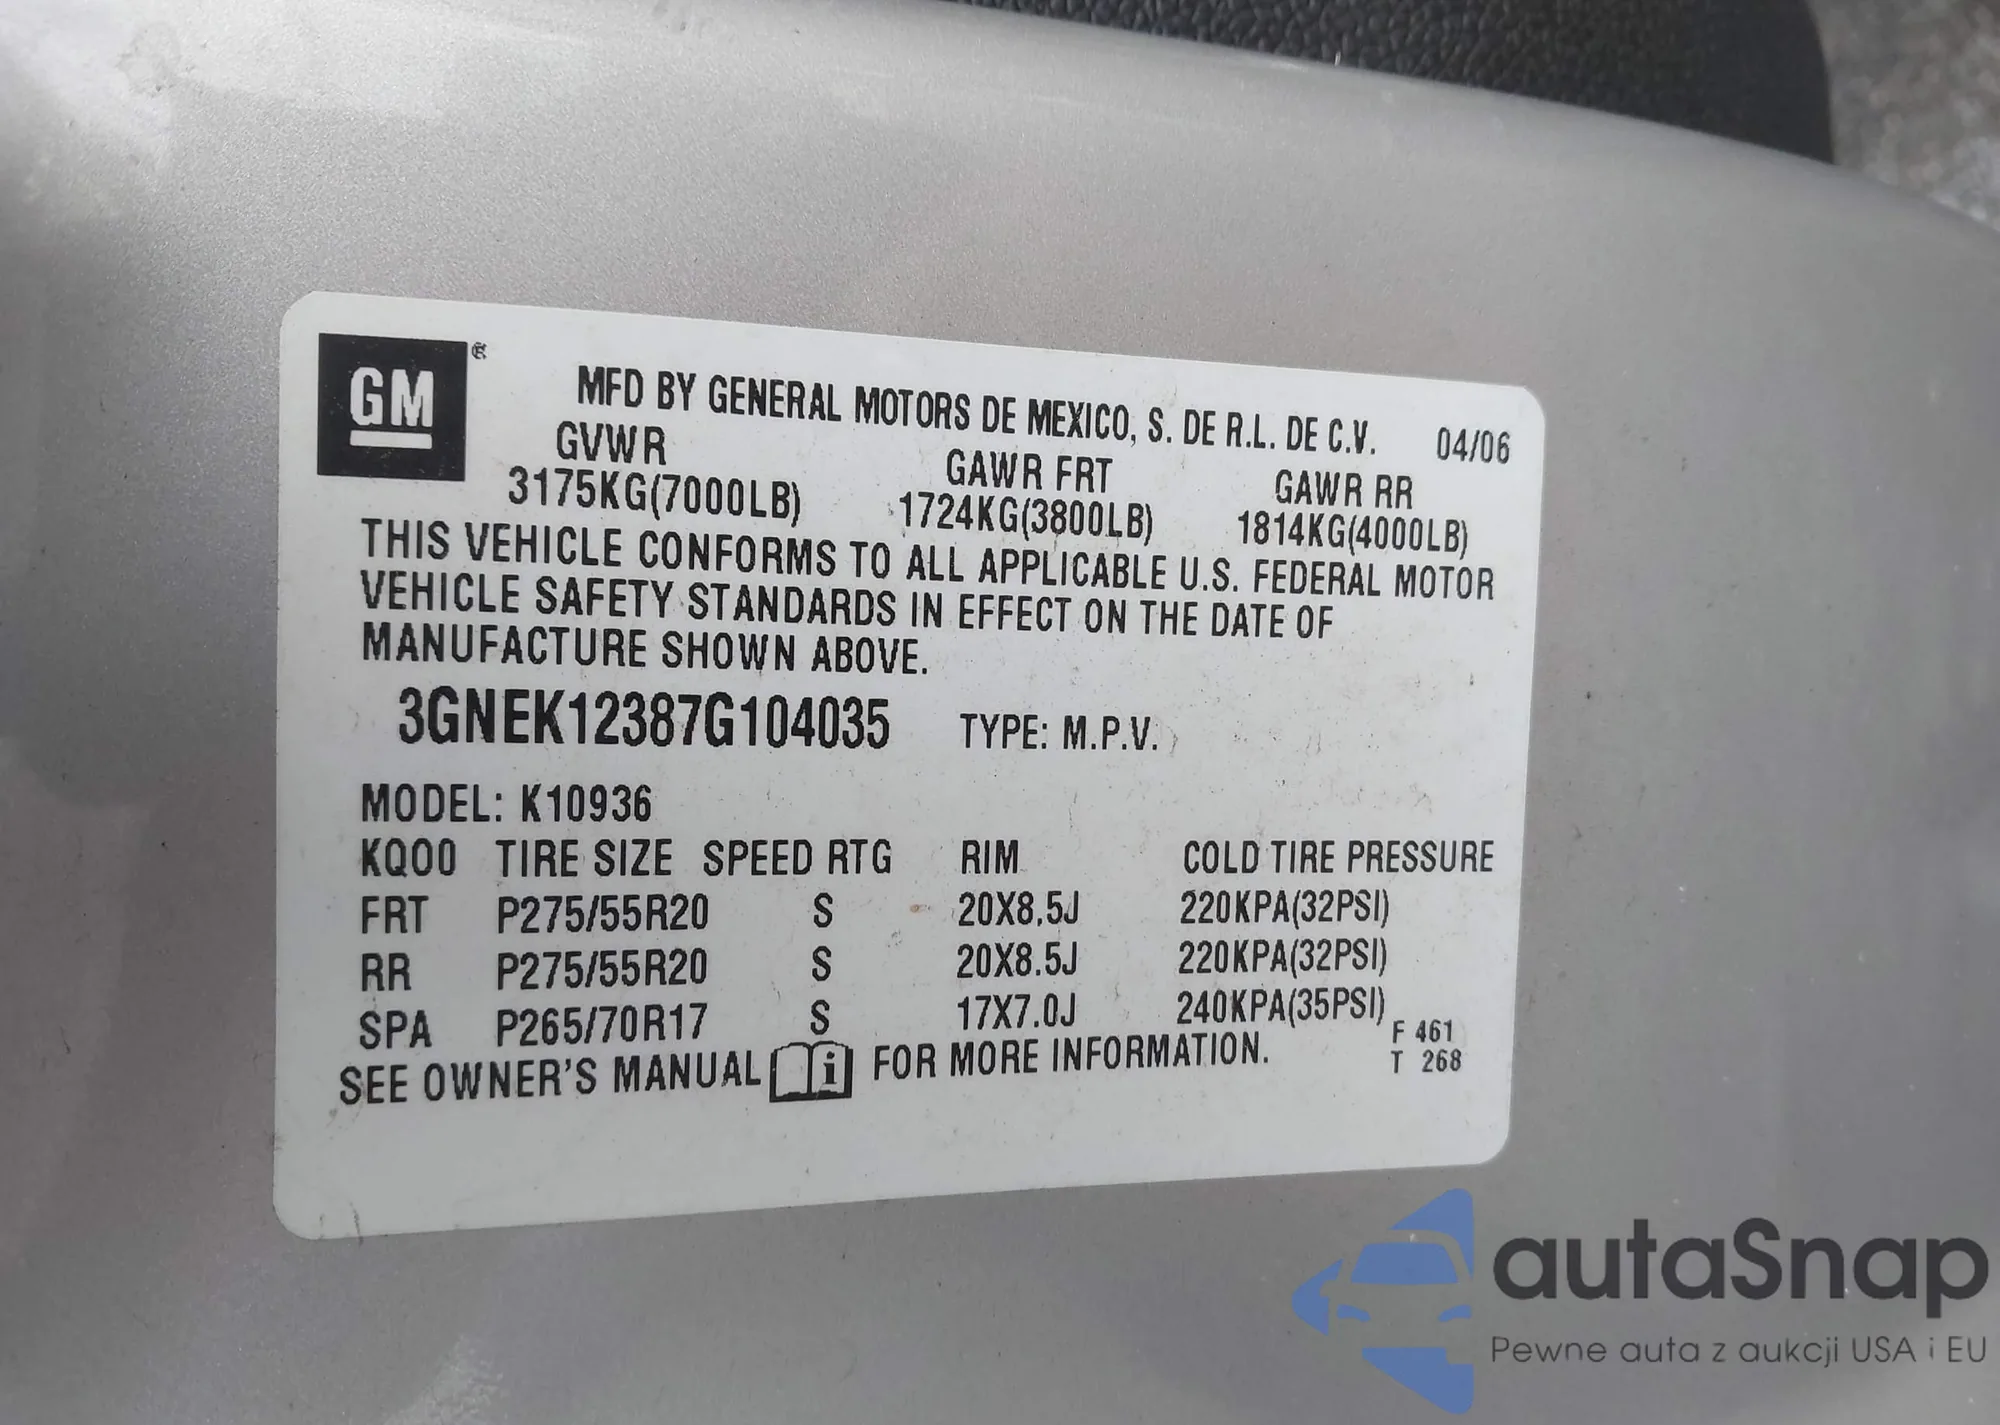 GM ®
MFD BY GENERAL MOTORS DE MEXICO, S. DE R.L. DE C.V. 04/06
GVWR GAWR FRT GAWR RR
3175KG(7000LB) 1724KG(3800LB) 1814KG(4000LB)
THIS VEHICLE CONFORMS TO ALL APPLICABLE U.S. FEDERAL MOTOR
VEHICLE SAFETY STANDARDS IN EFFECT ON THE DATE OF
MANUFACTURE SHOWN ABOVE.
3GNEK12387G104035 TYPE: M.P.V.
MODEL: K10936
KQ00 TIRE SIZE SPEED RTG RIM COLD TIRE PRESSURE
FRT P275/55R20 S 20X8.5J 220KPA(32PSI)
RR P275/55R20 S 20X8.5J 220KPA(32PSI)
SPA P265/70R17 S 17X7.0J 240KPA(35PSI)
F 461
SEE OWNER'S MANUAL i FOR MORE INFORMATION. T 268
autaSnap
Pewne auta z aukcji USA i EU